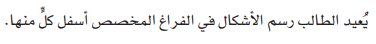 يُعيد الطالب رسم الأشكال في الفراغ المخصص أسفل كلٍّ منها.